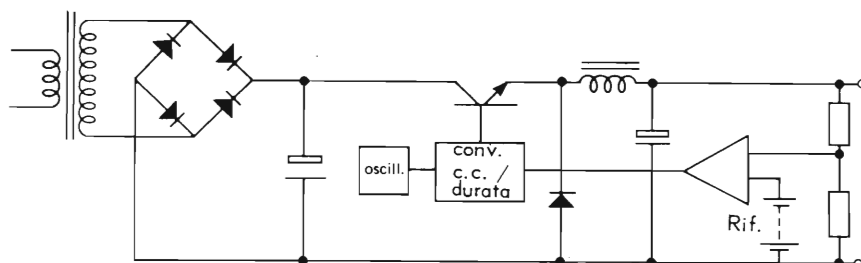 oscill.
conv.
c.c./
durata
Rif.